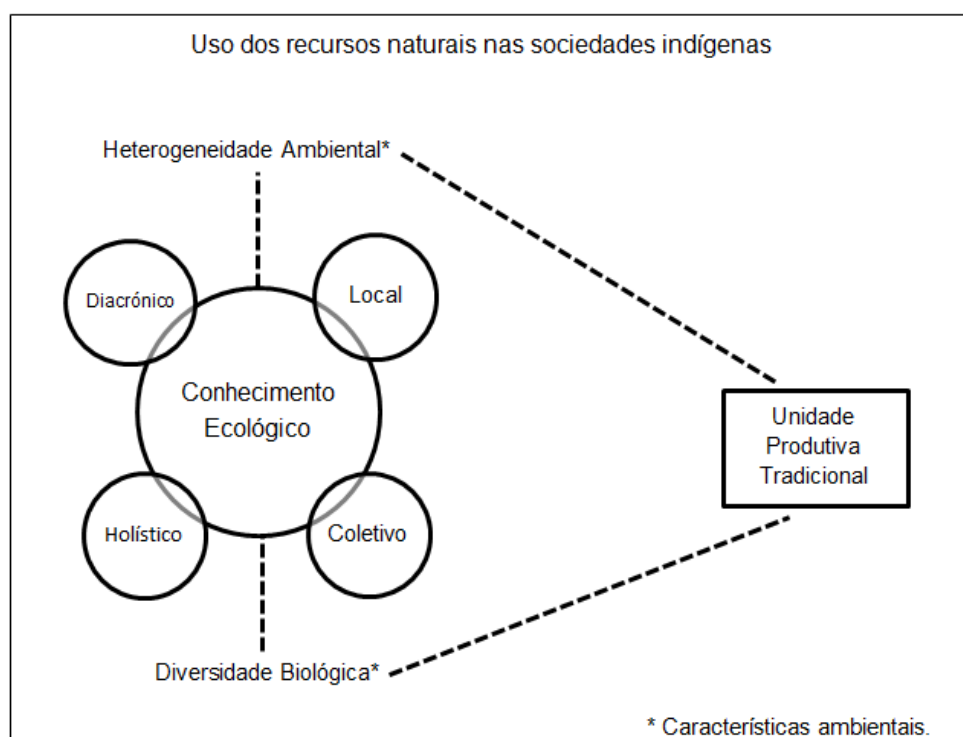 Uso dos recursos naturais nas sociedades indígenas
Heterogeneidade Ambiental*
Diacrónico
Local
Conhecimento
Ecológico
Unidade
Produtiva
Tradicional
Holístico
Coletivo
Diversidade Biológica*
* Características ambientais.